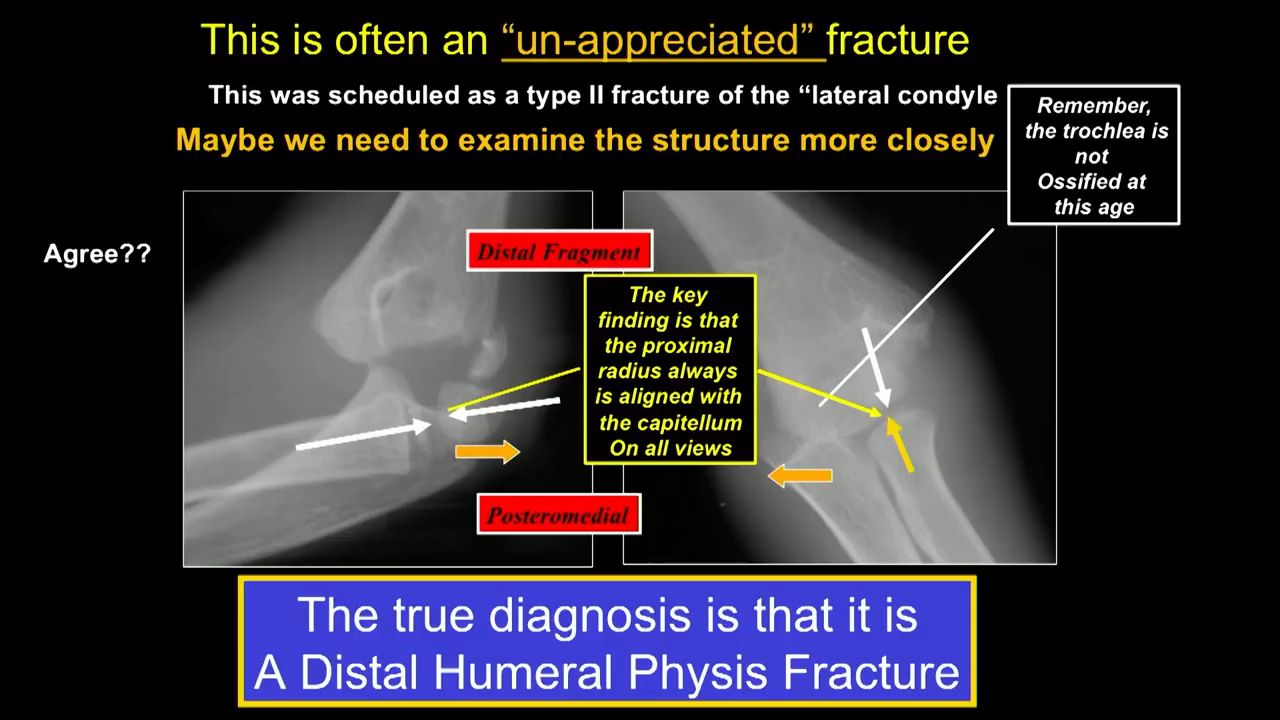 This is often an “un-appreciated” fracture
This was scheduled as a type II fracture of the “lateral condyle
Maybe we need to examine the structure more closely
Remember,
the trochlea is
not
Ossified at
this age
Agree??
Distal Fragment
The key
finding is that
the proximal
radius always
is aligned with
the capitellum
On all views
Posteromedial
The true diagnosis is that it is
A Distal Humeral Physis Fracture